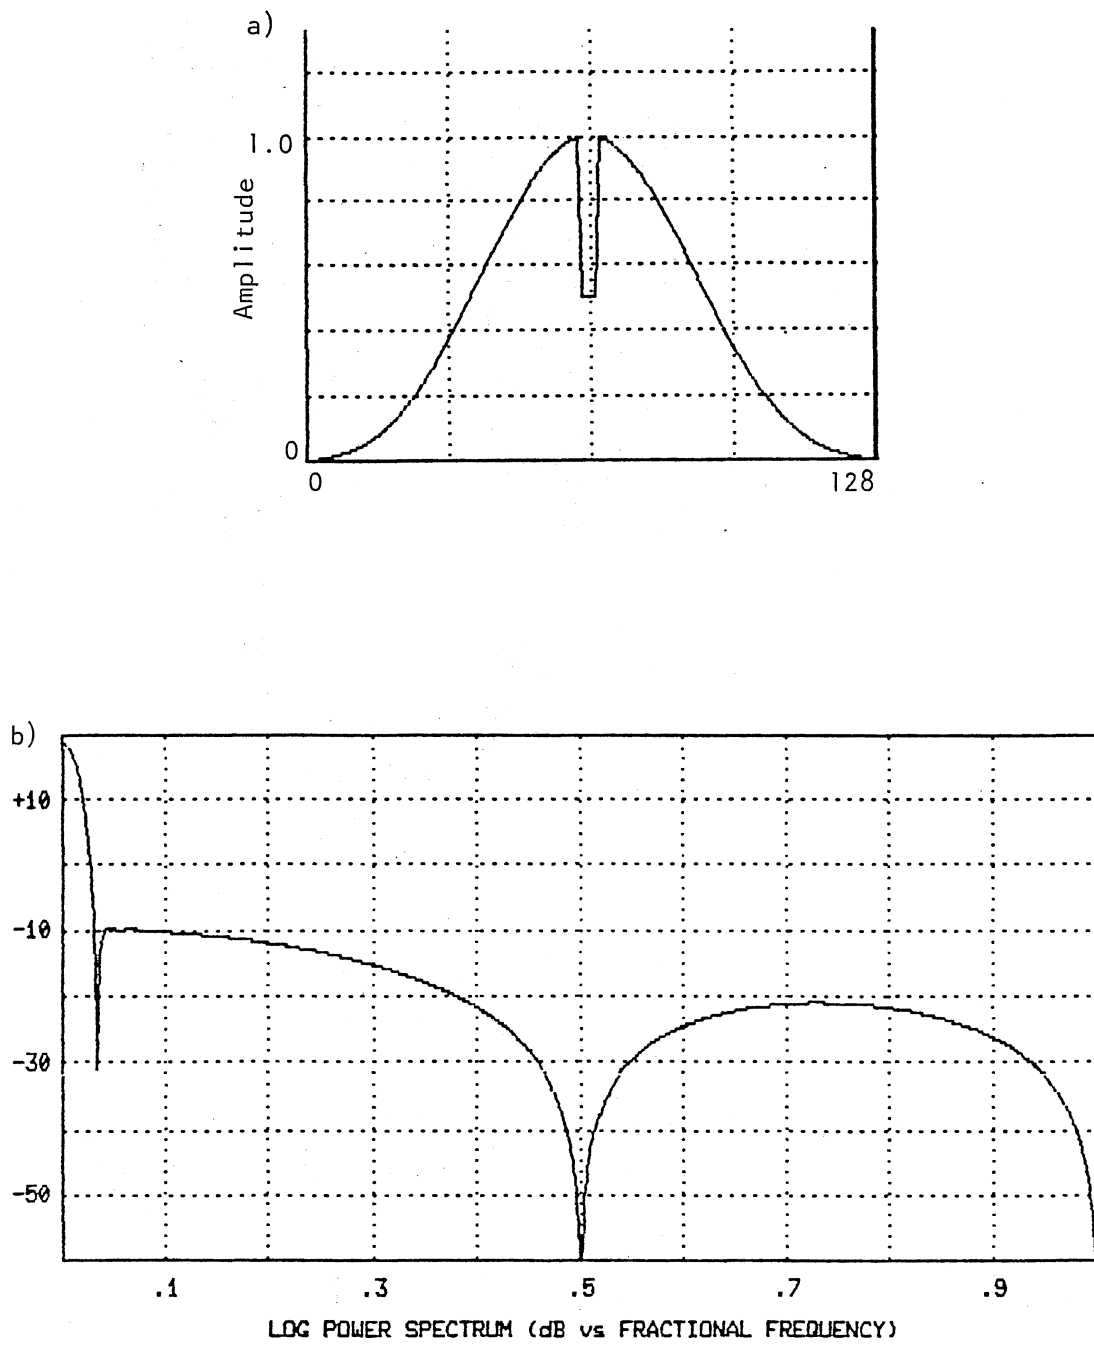 a)
1.0
Amplitude
0
0 128
b)
+10
-10
-30
-50
.1 .3 .5 .7 .9
LOG POWER SPECTRUM (dB vs FRACTIONAL FREQUENCY)